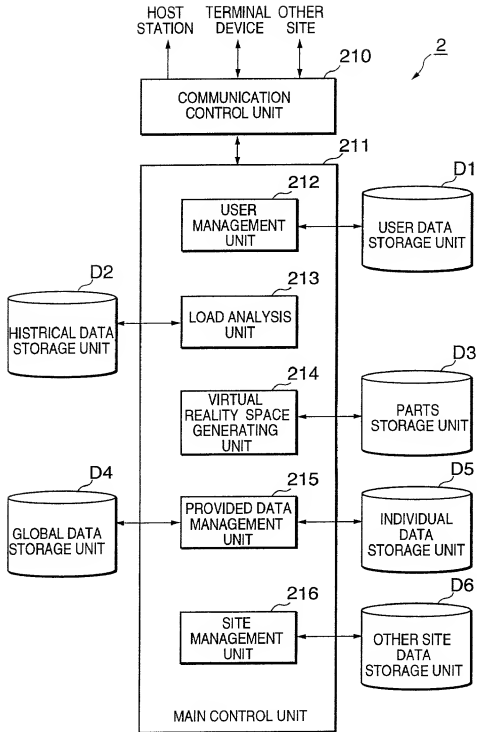 HOST STATION
TERMINAL DEVICE
OTHER SITE
2
210
COMMUNICATION
CONTROL UNIT
211
212
USER
MANAGEMENT
UNIT
D1
USER DATA
STORAGE UNIT
D2
HISTRICAL DATA
STORAGE UNIT
213
LOAD ANALYSIS
UNIT
214
VIRTUAL
REALITY SPACE
GENERATING
UNIT
D3
PARTS
STORAGE UNIT
D4
GLOBAL DATA
STORAGE UNIT
215
PROVIDED DATA
MANAGEMENT
UNIT
D5
INDIVIDUAL
DATA
STORAGE UNIT
216
SITE
MANAGEMENT
UNIT
D6
OTHER SITE
DATA
STORAGE UNIT
MAIN CONTROL UNIT